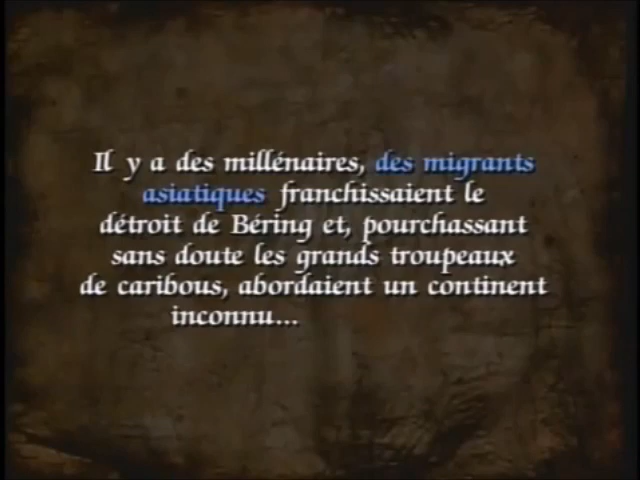 Il y a des millénaires, des migrants
asiatiques franchissaient le
détroit de Béring et, pourchassant
sans doute les grands troupeaux
de caribous, abordaient un continent
inconnu...